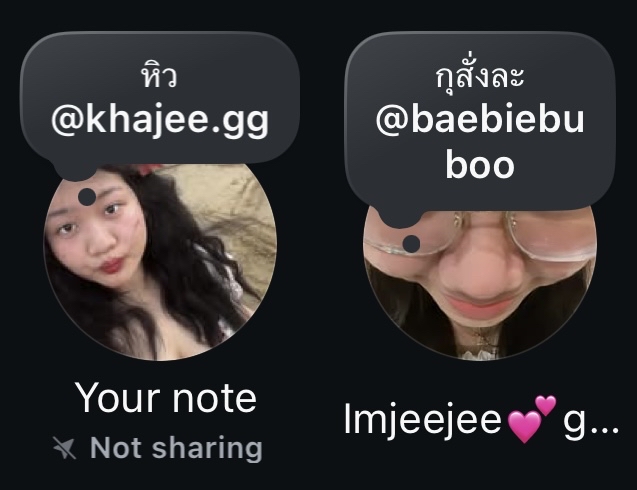 หิว
@khajee.gg
กุสั่งละ
@baebiebu
boo
Your note
Not sharing
Imjeejee💕g...